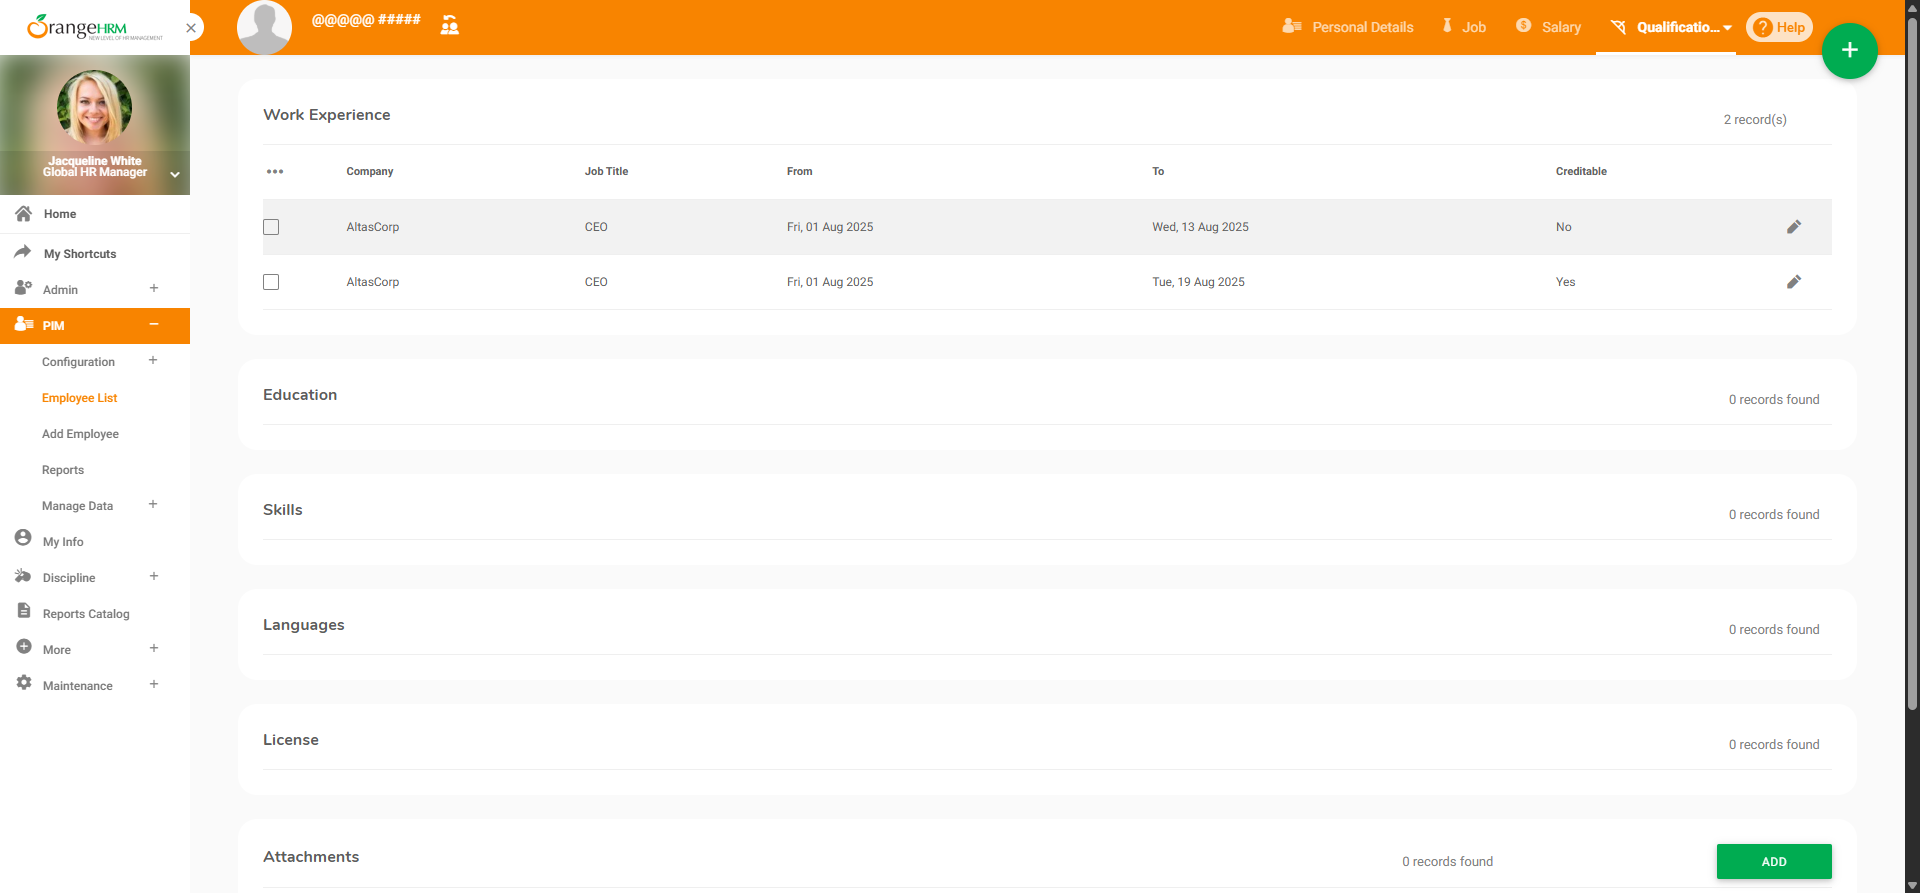 OrangeHRM
NEW LEVEL OF HR MANAGEMENT
@@@@@ #####
Personal Details
Job
Salary
Qualificatio...
Help
Jacqueline White
Global HR Manager
Home
My Shortcuts
Admin
PIM
Configuration
Employee List
Add Employee
Reports
Manage Data
My Info
Discipline
Reports Catalog
More
Maintenance
Work Experience
2 record(s)
Company Job Title From To Creditable
AltasCorp CEO Fri, 01 Aug 2025 Wed, 13 Aug 2025 No
AltasCorp CEO Fri, 01 Aug 2025 Tue, 19 Aug 2025 Yes
Education
0 records found
Skills
0 records found
Languages
0 records found
License
0 records found
Attachments
0 records found
ADD